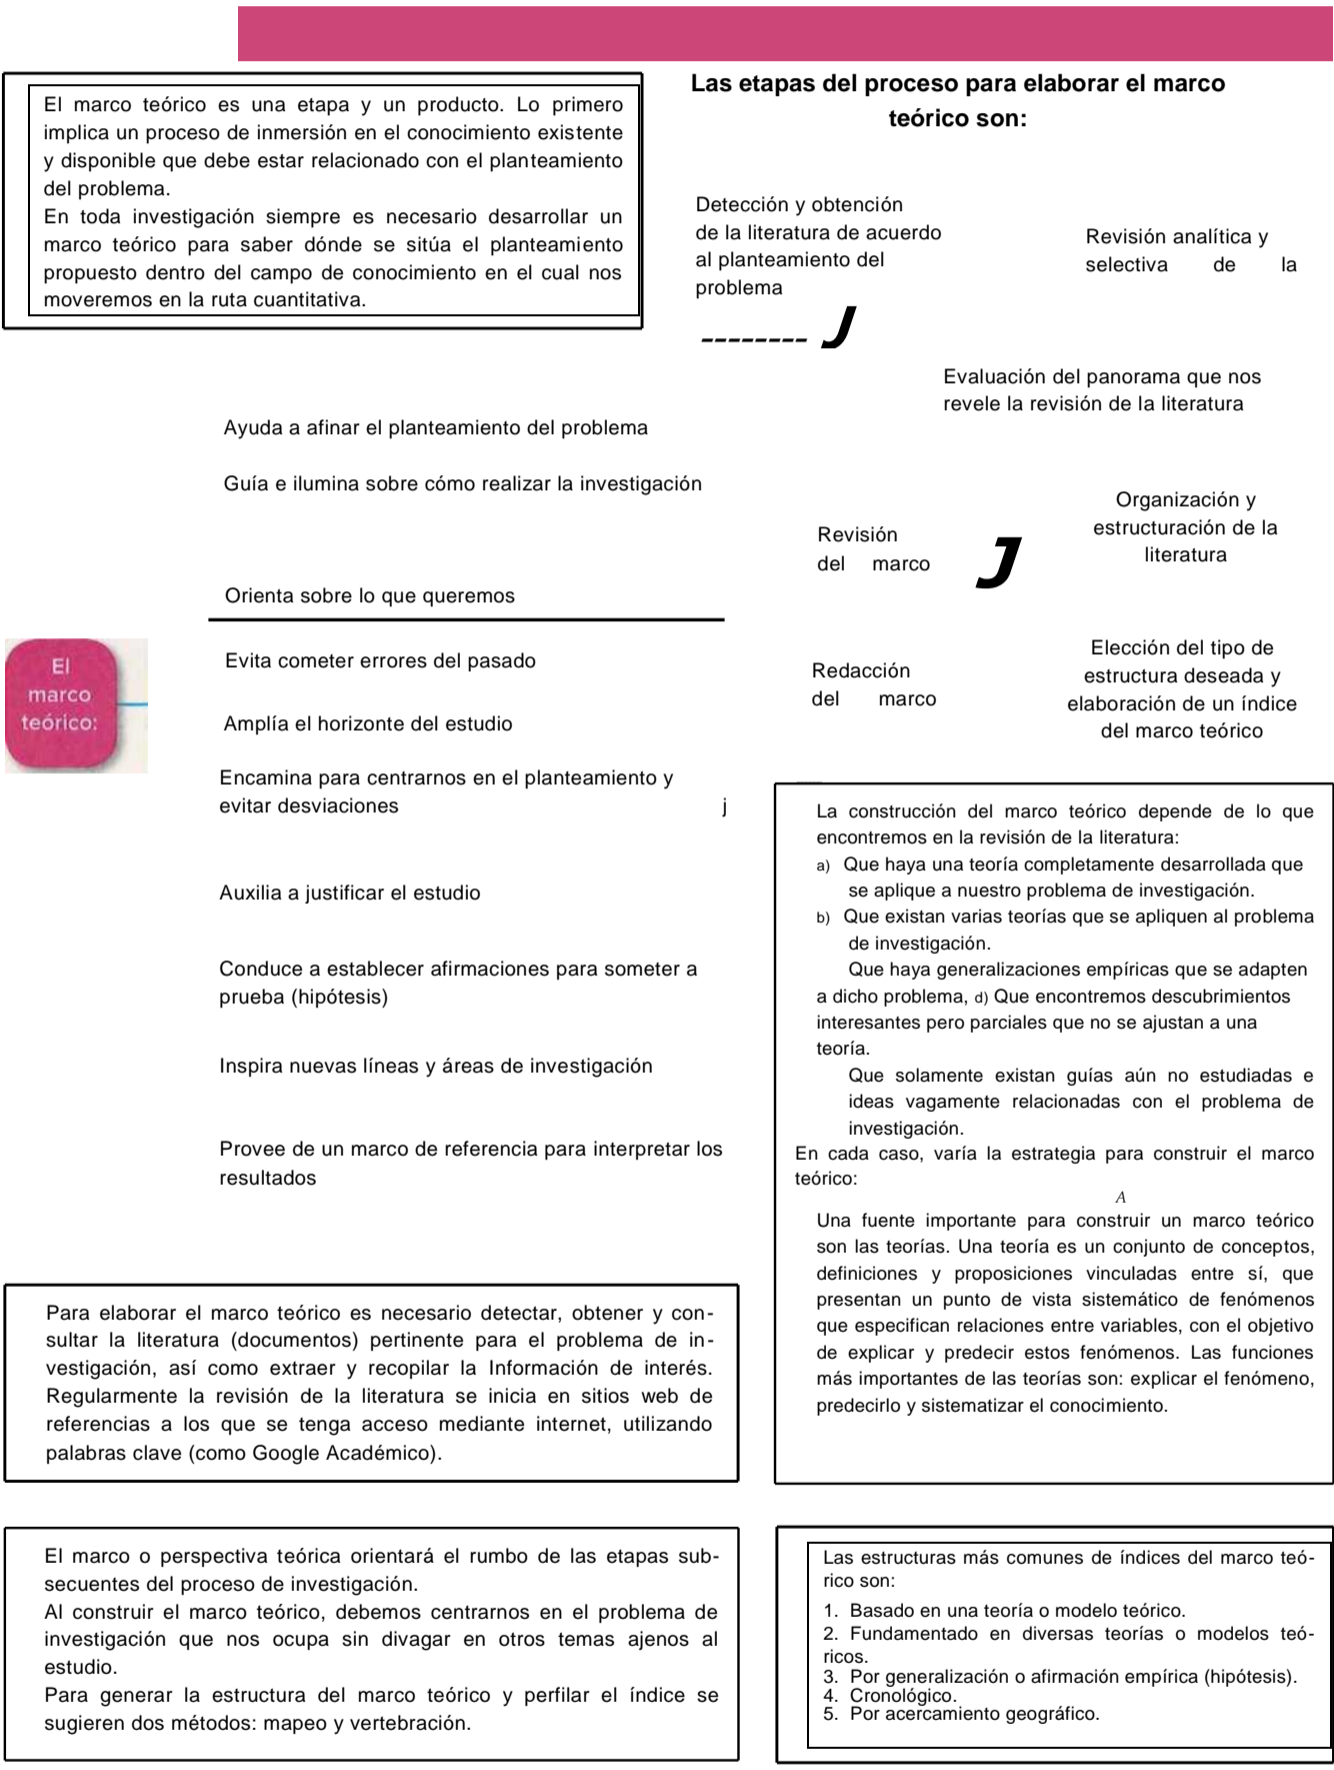 El marco teórico es una etapa y un producto. Lo primero
implica un proceso de inmersión en el conocimiento existente
y disponible que debe estar relacionado con el planteamiento
del problema.
En toda investigación siempre es necesario desarrollar un
marco teórico para saber dónde se sitúa el planteamiento
propuesto dentro del campo de conocimiento en el cual nos
moveremos en la ruta cuantitativa.
Las etapas del proceso para elaborar el marco
teórico son:
Detección y obtención
de la literatura de acuerdo
al planteamiento del
problema
-------- J
Revisión analítica y
selectiva de la
Evaluación del panorama que nos
revele la revisión de la literatura
Organización y
estructuración de la
literatura
Revisión
del marco
J
Redacción
del marco
Elección del tipo de
estructura deseada y
elaboración de un índice
del marco teórico
El
marco
teórico:
Ayuda a afinar el planteamiento del problema
Guía e ilumina sobre cómo realizar la investigación
Orienta sobre lo que queremos
Evita cometer errores del pasado
Amplía el horizonte del estudio
Encamina para centrarnos en el planteamiento y
evitar desviaciones j
Auxilia a justificar el estudio
Conduce a establecer afirmaciones para someter a
prueba (hipótesis)
Inspira nuevas líneas y áreas de investigación
Provee de un marco de referencia para interpretar los
resultados
La construcción del marco teórico depende de lo que
encontremos en la revisión de la literatura:
a) Que haya una teoría completamente desarrollada que
se aplique a nuestro problema de investigación.
b) Que existan varias teorías que se apliquen al problema
de investigación.
Que haya generalizaciones empíricas que se adapten
a dicho problema, d) Que encontremos descubrimientos
interesantes pero parciales que no se ajustan a una
teoría.
Que solamente existan guías aún no estudiadas e
ideas vagamente relacionadas con el problema de
investigación.
En cada caso, varía la estrategia para construir el marco
teórico:
A
Una fuente importante para construir un marco teórico
son las teorías. Una teoría es un conjunto de conceptos,
definiciones y proposiciones vinculadas entre sí, que
presentan un punto de vista sistemático de fenómenos
que especifican relaciones entre variables, con el objetivo
de explicar y predecir estos fenómenos. Las funciones
más importantes de las teorías son: explicar el fenómeno,
predecirlo y sistematizar el conocimiento.
Para elaborar el marco teórico es necesario detectar, obtener y con-
sultar la literatura (documentos) pertinente para el problema de in-
vestigación, así como extraer y recopilar la Información de interés.
Regularmente la revisión de la literatura se inicia en sitios web de
referencias a los que se tenga acceso mediante internet, utilizando
palabras clave (como Google Académico).
El marco o perspectiva teórica orientará el rumbo de las etapas sub-
secuentes del proceso de investigación.
Al construir el marco teórico, debemos centrarnos en el problema de
investigación que nos ocupa sin divagar en otros temas ajenos al
estudio.
Para generar la estructura del marco teórico y perfilar el índice se
sugieren dos métodos: mapeo y vertebración.
Las estructuras más comunes de índices del marco teó-
rico son:
1. Basado en una teoría o modelo teórico.
2. Fundamentado en diversas teorías o modelos teó-
ricos.
3. Por generalización o afirmación empírica (hipótesis).
4. Cronológico.
5. Por acercamiento geográfico.